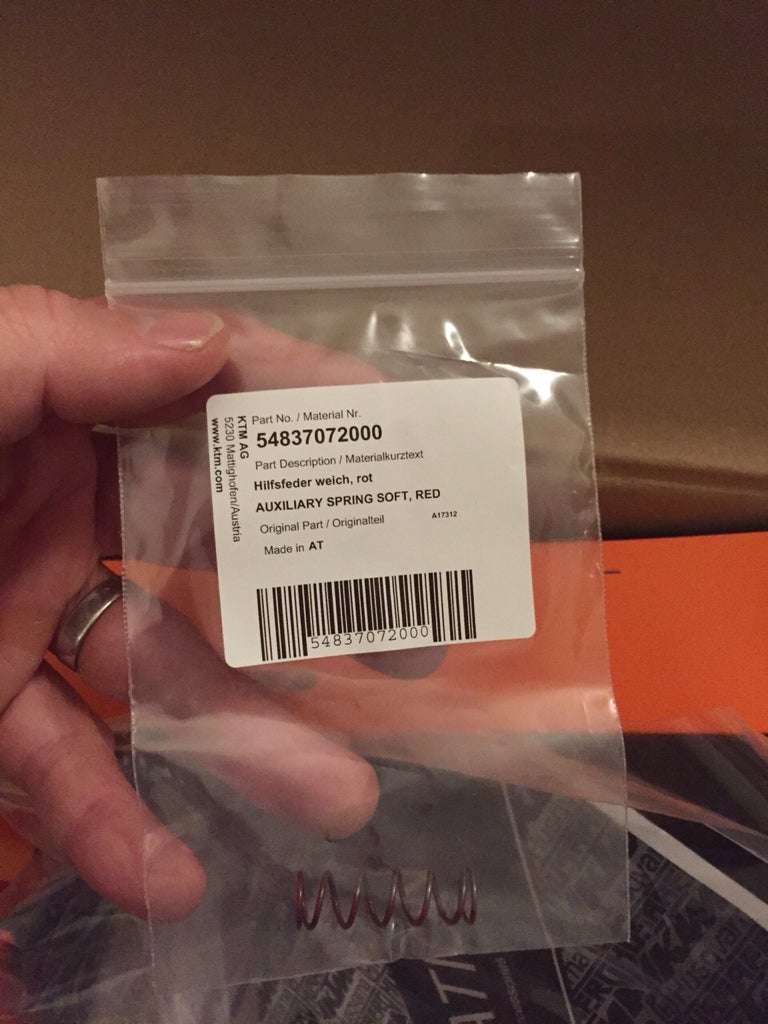 Part No. / Material Nr.
54837072000
Part Description / Materialkurztext
Hilfsfeder weich, rot
AUXILIARY SPRING SOFT, RED
Original Part / Originalteil
A17312
Made in AT
54837072000
KTM AG
5230 Mattighofen/Austria
www.ktm.com